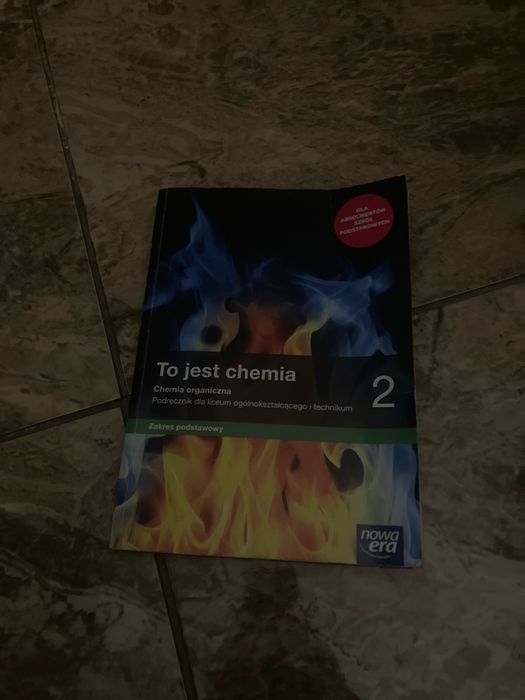 DLA
ABSOLWENTÓW
SZKÓŁ
PODSTAWOWYCH
To jest chemia
2
Chemia organiczna
Podręcznik dla liceum ogólnokształcącego i technikum
Zakres podstawowy
nowa
era